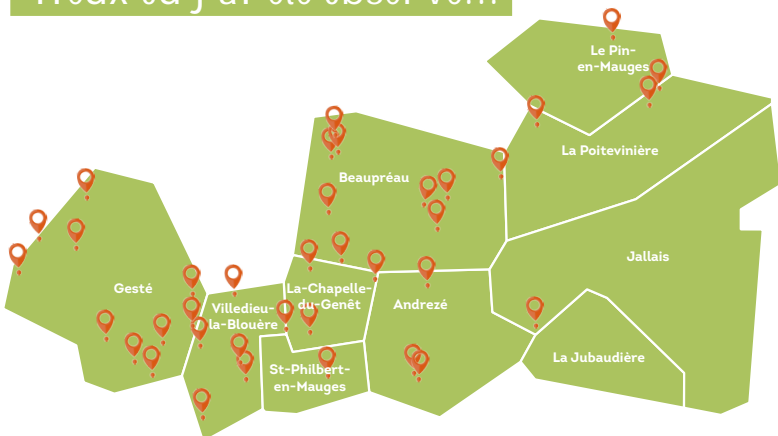 Le Pin-
en-Mauges
La Poitevinière
Beaupréau
Jallais
Gesté
La-Chapelle-
du-Genêt
Villedieu-
la-Blouère
Andrezé
La Jubaudière
St-Philbert-
en-Mauges